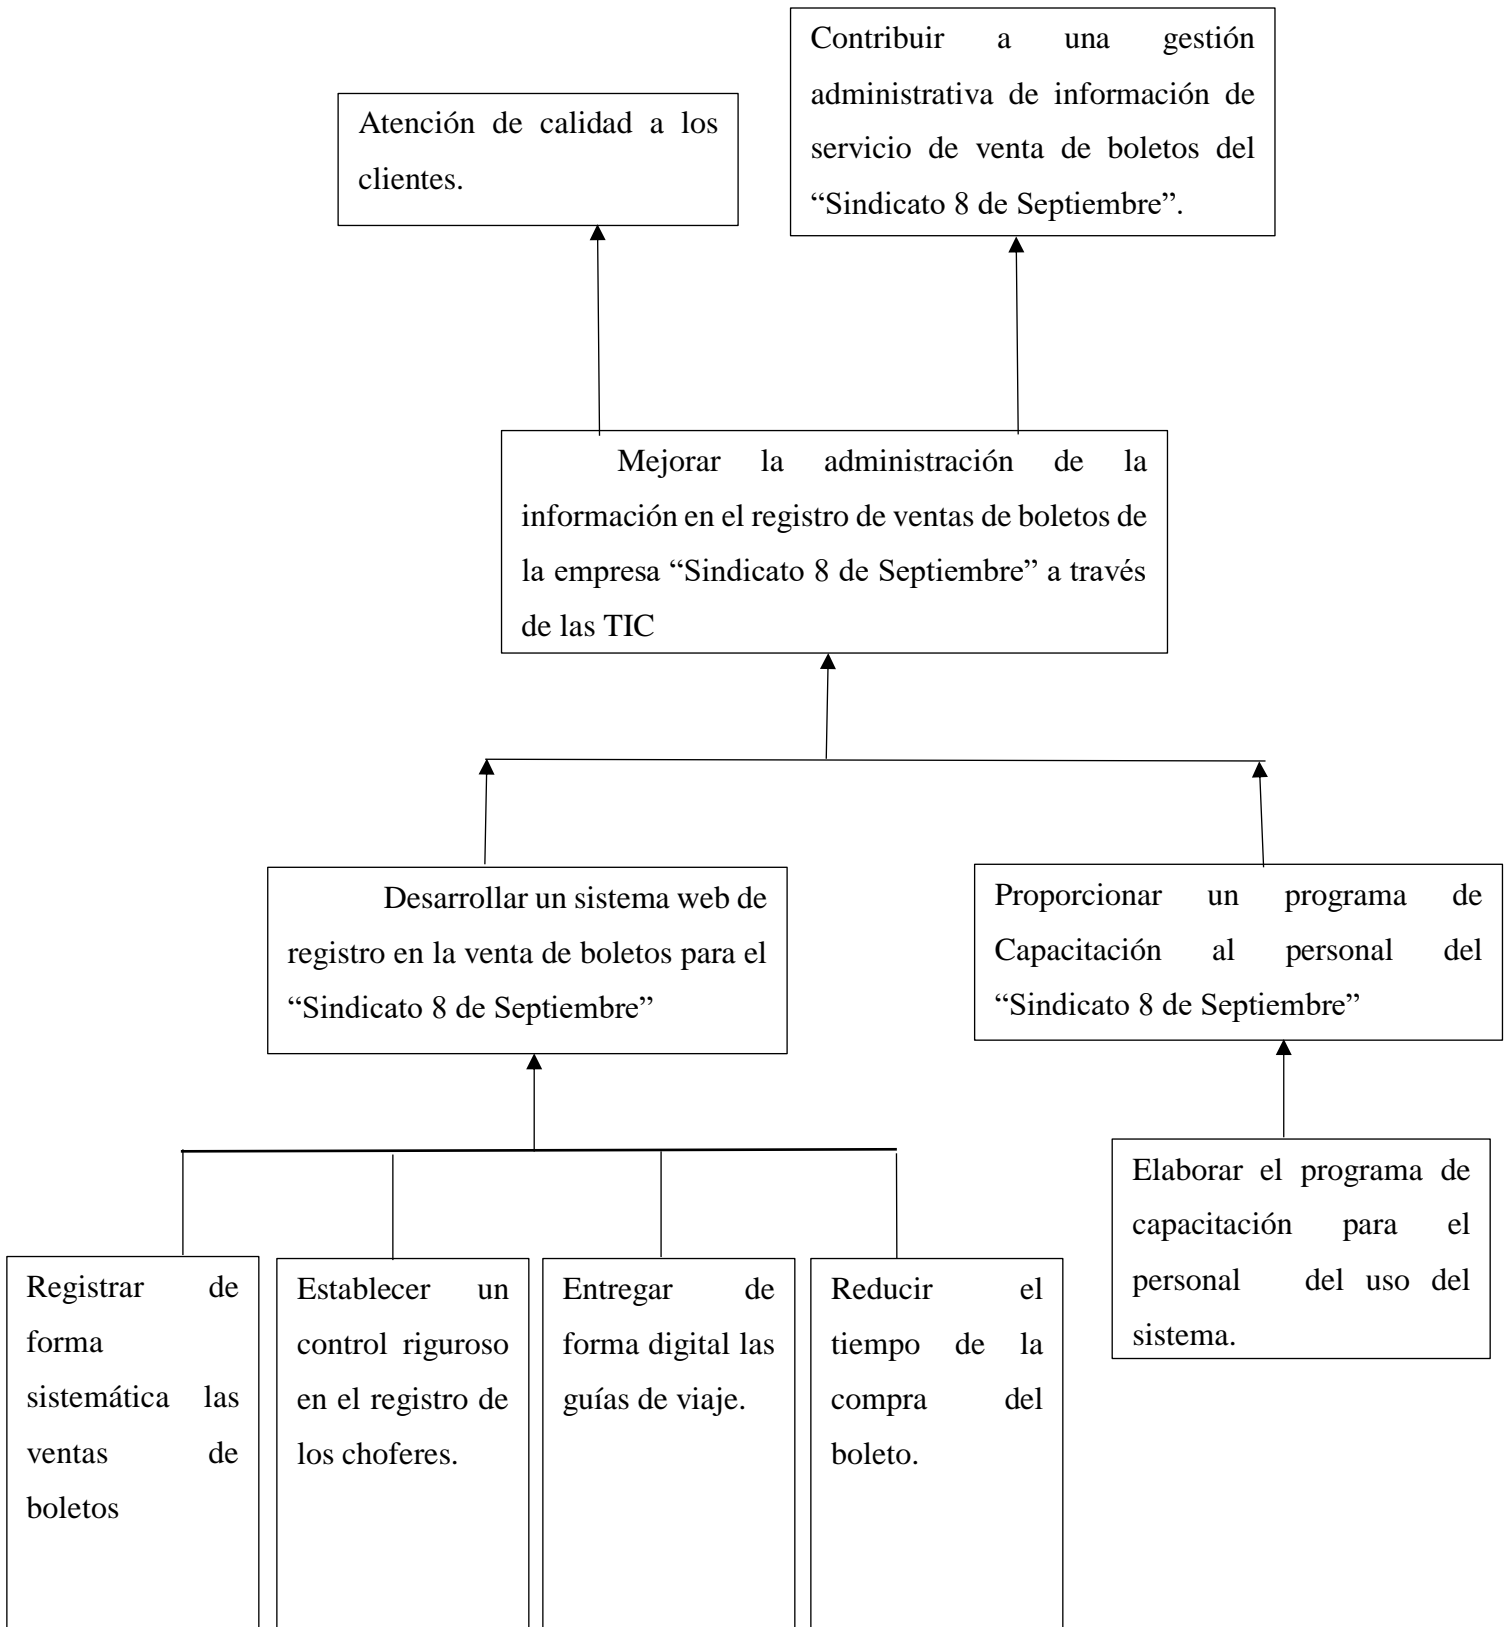 Contribuir a una gestión
administrativa de información de
servicio de venta de boletos del
“Sindicato 8 de Septiembre”.
Atención de calidad a los
clientes.
Mejorar la administración de la
información en el registro de ventas de boletos de
la empresa “Sindicato 8 de Septiembre” a través
de las TIC
Desarrollar un sistema web de
registro en la venta de boletos para el
“Sindicato 8 de Septiembre”
Proporcionar un programa de
Capacitación al personal del
“Sindicato 8 de Septiembre”
Registrar de
forma
sistemática las
ventas de
boletos
Establecer un
control riguroso
en el registro de
los choferes.
Entregar de
forma digital las
guías de viaje.
Reducir el
tiempo de la
compra del
boleto.
Elaborar el programa de
capacitación para el
personal del uso del
sistema.